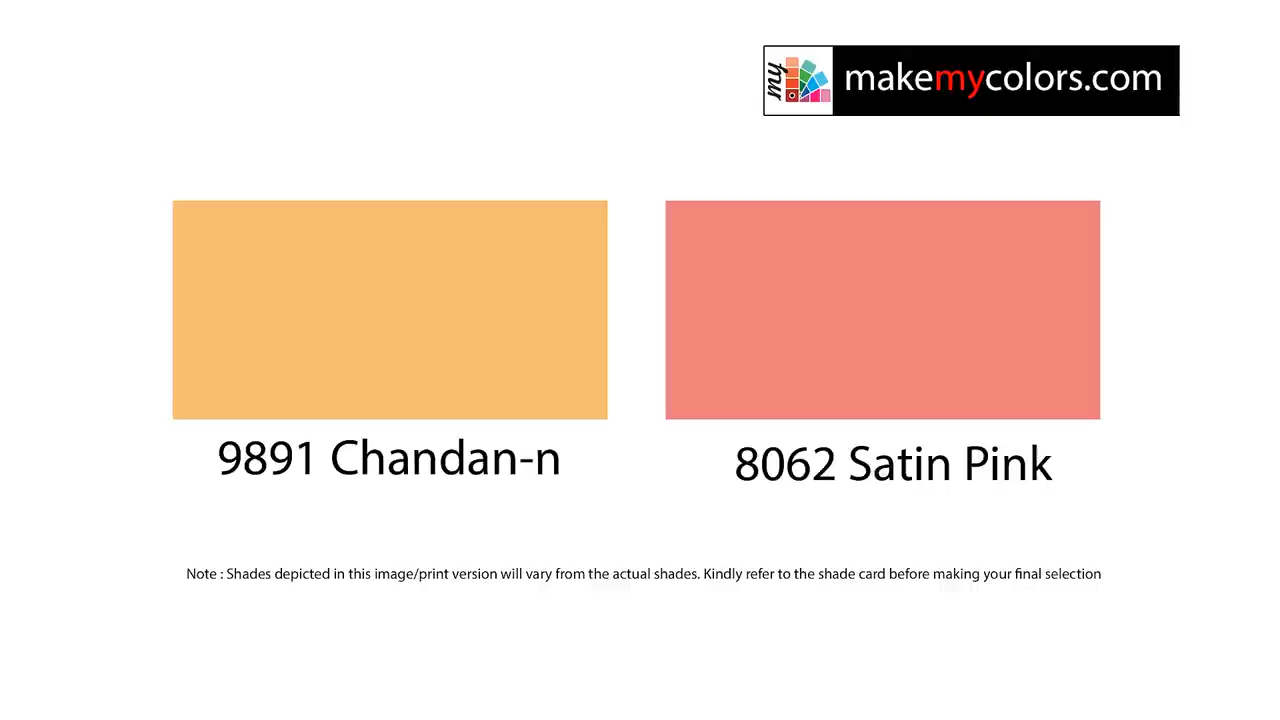 my
makemycolors.com
9891 Chandan-n
8062 Satin Pink
Note : Shades depicted in this image/print version will vary from the actual shades. Kindly refer to the shade card before making your final selection